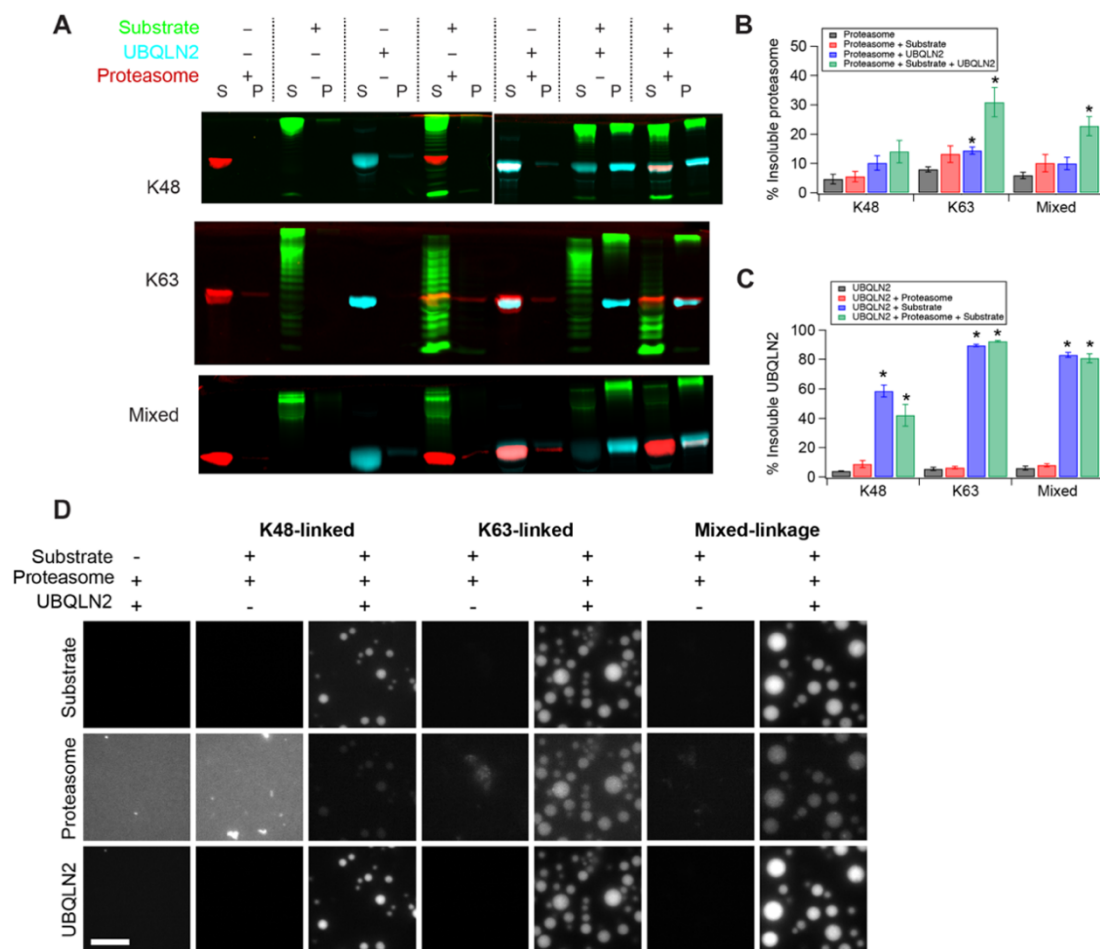 A
Substrate – + – + – + +
UBQLN2 – – + – + + +
Proteasome + – – + + – +
S P S P S P S P S P S P S P
K48
K63
Mixed
B
Proteasome
Proteasome + Substrate
Proteasome + UBQLN2
Proteasome + Substrate + UBQLN2
% Insoluble proteasome
50
40
30
20
10
0
* * *
K48 K63 Mixed
C
UBQLN2
UBQLN2 + Proteasome
UBQLN2 + Substrate
UBQLN2 + Proteasome + Substrate
% Insoluble UBQLN2
100
80
60
40
20
0
* * * * * *
K48 K63 Mixed
D
K48-linked K63-linked Mixed-linkage
Substrate - + + + + + +
Proteasome + + + + + + +
UBQLN2 + - + - + - +
Substrate
Proteasome
UBQLN2